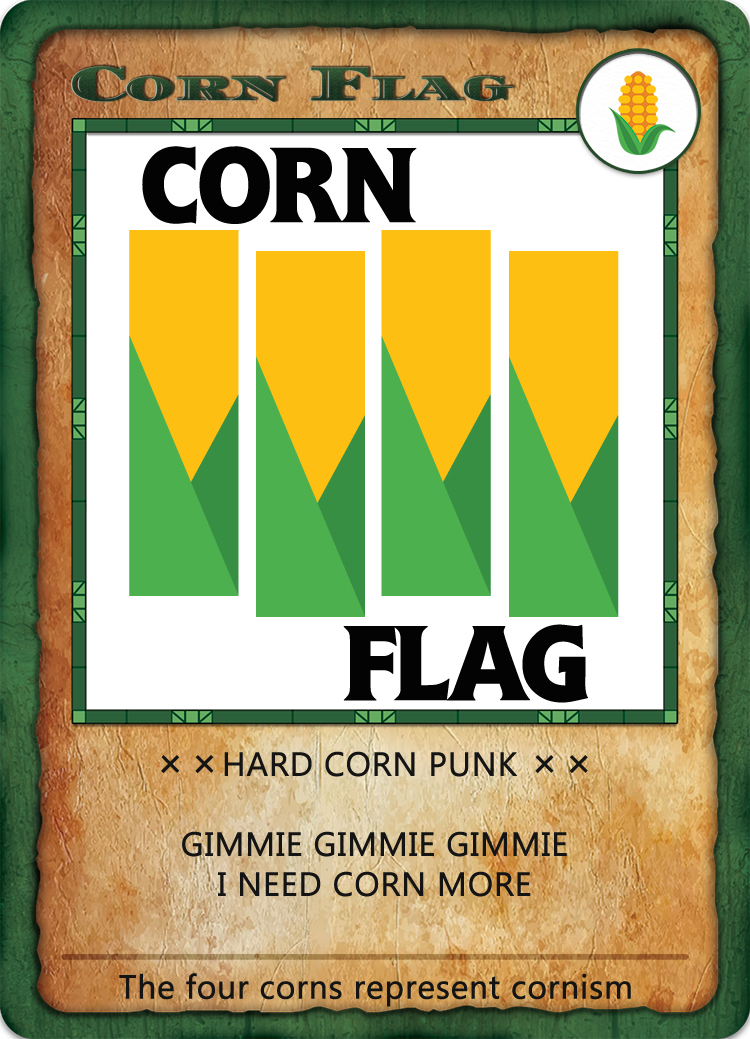 Corn Flag
CORN
FLAG
× × HARD CORN PUNK × ×
GIMMIE GIMMIE GIMMIE
I NEED CORN MORE
The four corns represent cornism